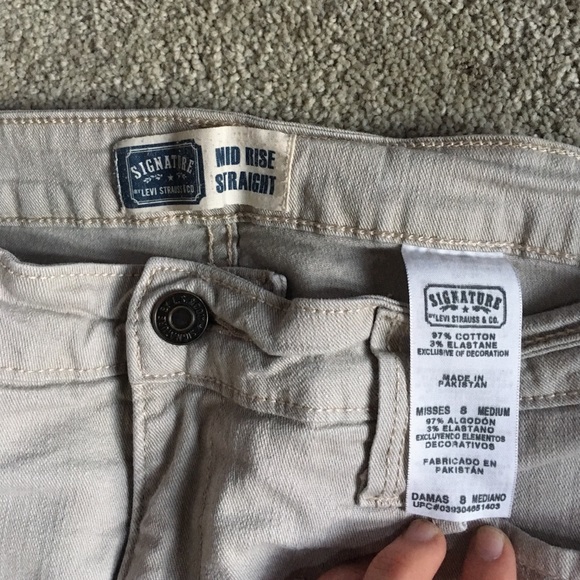 SIGNATURE
BY LEVI STRAUSS & CO.
MID RISE
STRAIGHT
SIGNATURE
BY LEVI STRAUSS & CO.
97% COTTON
3% ELASTANE
EXCLUSIVE OF DECORATION
MADE IN
PAKISTAN
MISSES 8 MEDIUM
97% ALGODÓN
3% ELASTANO
EXCLUYENDO ELEMENTOS
DECORATIVOS
FABRICADO EN
PAKISTÁN
DAMAS 8 MEDIANO
UPC#039304651403